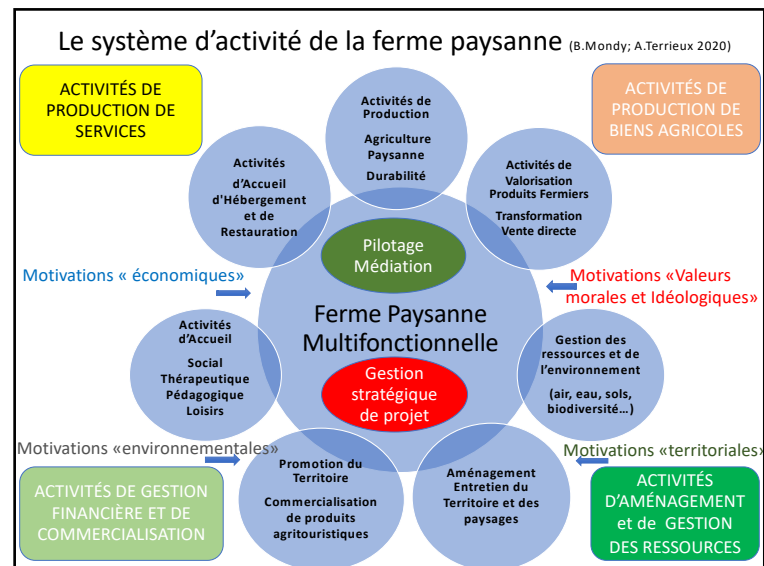 Le système d’activité de la ferme paysanne (B.Mondy; A.Terrieux 2020)
ACTIVITÉS DE
PRODUCTION DE
SERVICES
Activités de
Production
Agriculture
Paysanne
Durabilité
ACTIVITÉS DE
PRODUCTION DE
BIENS AGRICOLES
Activités
d’Accueil
d'Hébergement
et de
Restauration
Activités de
Valorisation
Produits Fermiers
Transformation
Vente directe
Pilotage
Médiation
Motivations « économiques»
Motivations «Valeurs
morales et Idéologiques»
Ferme Paysanne
Multifonctionnelle
Activités
d’Accueil
Social
Thérapeutique
Pédagogique
Loisirs
Gestion
stratégique
de projet
Gestion des
ressources et de
l’environnement
(air, eau, sols,
biodiversité…)
Motivations «environnementales»
Motivations «territoriales»
ACTIVITÉS DE GESTION
FINANCIÈRE ET DE
COMMERCIALISATION
Promotion du
Territoire
Commercialisation
de produits
agritouristiques
Aménagement
Entretien du
Territoire et des
paysages
ACTIVITÉS
D’AMÉNAGEMENT
et de GESTION
DES RESSOURCES